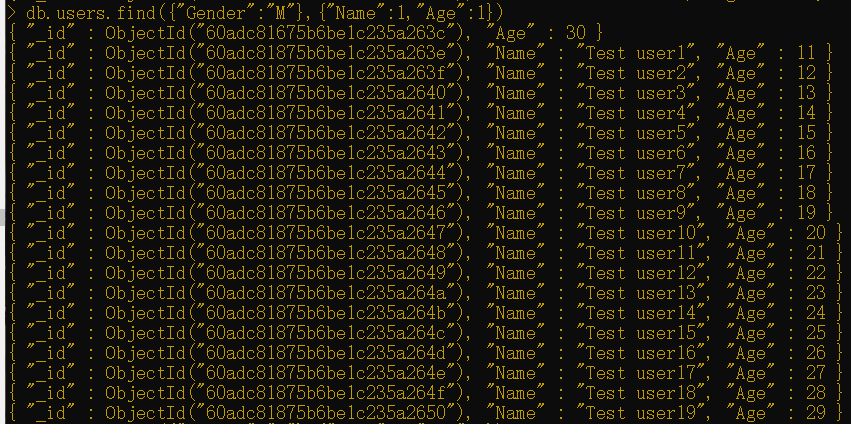 > db.users.find({"Gender":"M"}, {"Name":1,"Age":1})
{ "_id" : ObjectId("60adc81675b6be1c235a263c"), "Age" : 30 }
{ "_id" : ObjectId("60adc81875b6be1c235a263e"), "Name" : "Test user1", "Age" : 11 }
{ "_id" : ObjectId("60adc81875b6be1c235a263f"), "Name" : "Test user2", "Age" : 12 }
{ "_id" : ObjectId("60adc81875b6be1c235a2640"), "Name" : "Test user3", "Age" : 13 }
{ "_id" : ObjectId("60adc81875b6be1c235a2641"), "Name" : "Test user4", "Age" : 14 }
{ "_id" : ObjectId("60adc81875b6be1c235a2642"), "Name" : "Test user5", "Age" : 15 }
{ "_id" : ObjectId("60adc81875b6be1c235a2643"), "Name" : "Test user6", "Age" : 16 }
{ "_id" : ObjectId("60adc81875b6be1c235a2644"), "Name" : "Test user7", "Age" : 17 }
{ "_id" : ObjectId("60adc81875b6be1c235a2645"), "Name" : "Test user8", "Age" : 18 }
{ "_id" : ObjectId("60adc81875b6be1c235a2646"), "Name" : "Test user9", "Age" : 19 }
{ "_id" : ObjectId("60adc81875b6be1c235a2647"), "Name" : "Test user10", "Age" : 20 }
{ "_id" : ObjectId("60adc81875b6be1c235a2648"), "Name" : "Test user11", "Age" : 21 }
{ "_id" : ObjectId("60adc81875b6be1c235a2649"), "Name" : "Test user12", "Age" : 22 }
{ "_id" : ObjectId("60adc81875b6be1c235a264a"), "Name" : "Test user13", "Age" : 23 }
{ "_id" : ObjectId("60adc81875b6be1c235a264b"), "Name" : "Test user14", "Age" : 24 }
{ "_id" : ObjectId("60adc81875b6be1c235a264c"), "Name" : "Test user15", "Age" : 25 }
{ "_id" : ObjectId("60adc81875b6be1c235a264d"), "Name" : "Test user16", "Age" : 26 }
{ "_id" : ObjectId("60adc81875b6be1c235a264e"), "Name" : "Test user17", "Age" : 27 }
{ "_id" : ObjectId("60adc81875b6be1c235a264f"), "Name" : "Test user18", "Age" : 28 }
{ "_id" : ObjectId("60adc81875b6be1c235a2650"), "Name" : "Test user19", "Age" : 29 }